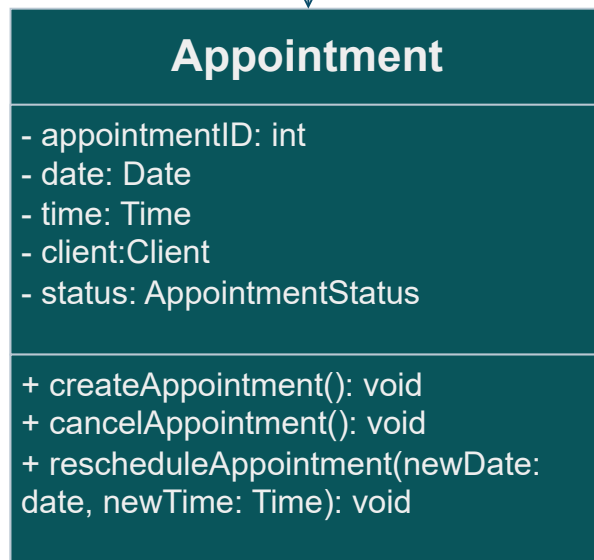 Appointment
- appointmentID: int
- date: Date
- time: Time
- client:Client
- status: AppointmentStatus
+ createAppointment(): void
+ cancelAppointment(): void
+ rescheduleAppointment(newDate:
date, newTime: Time): void